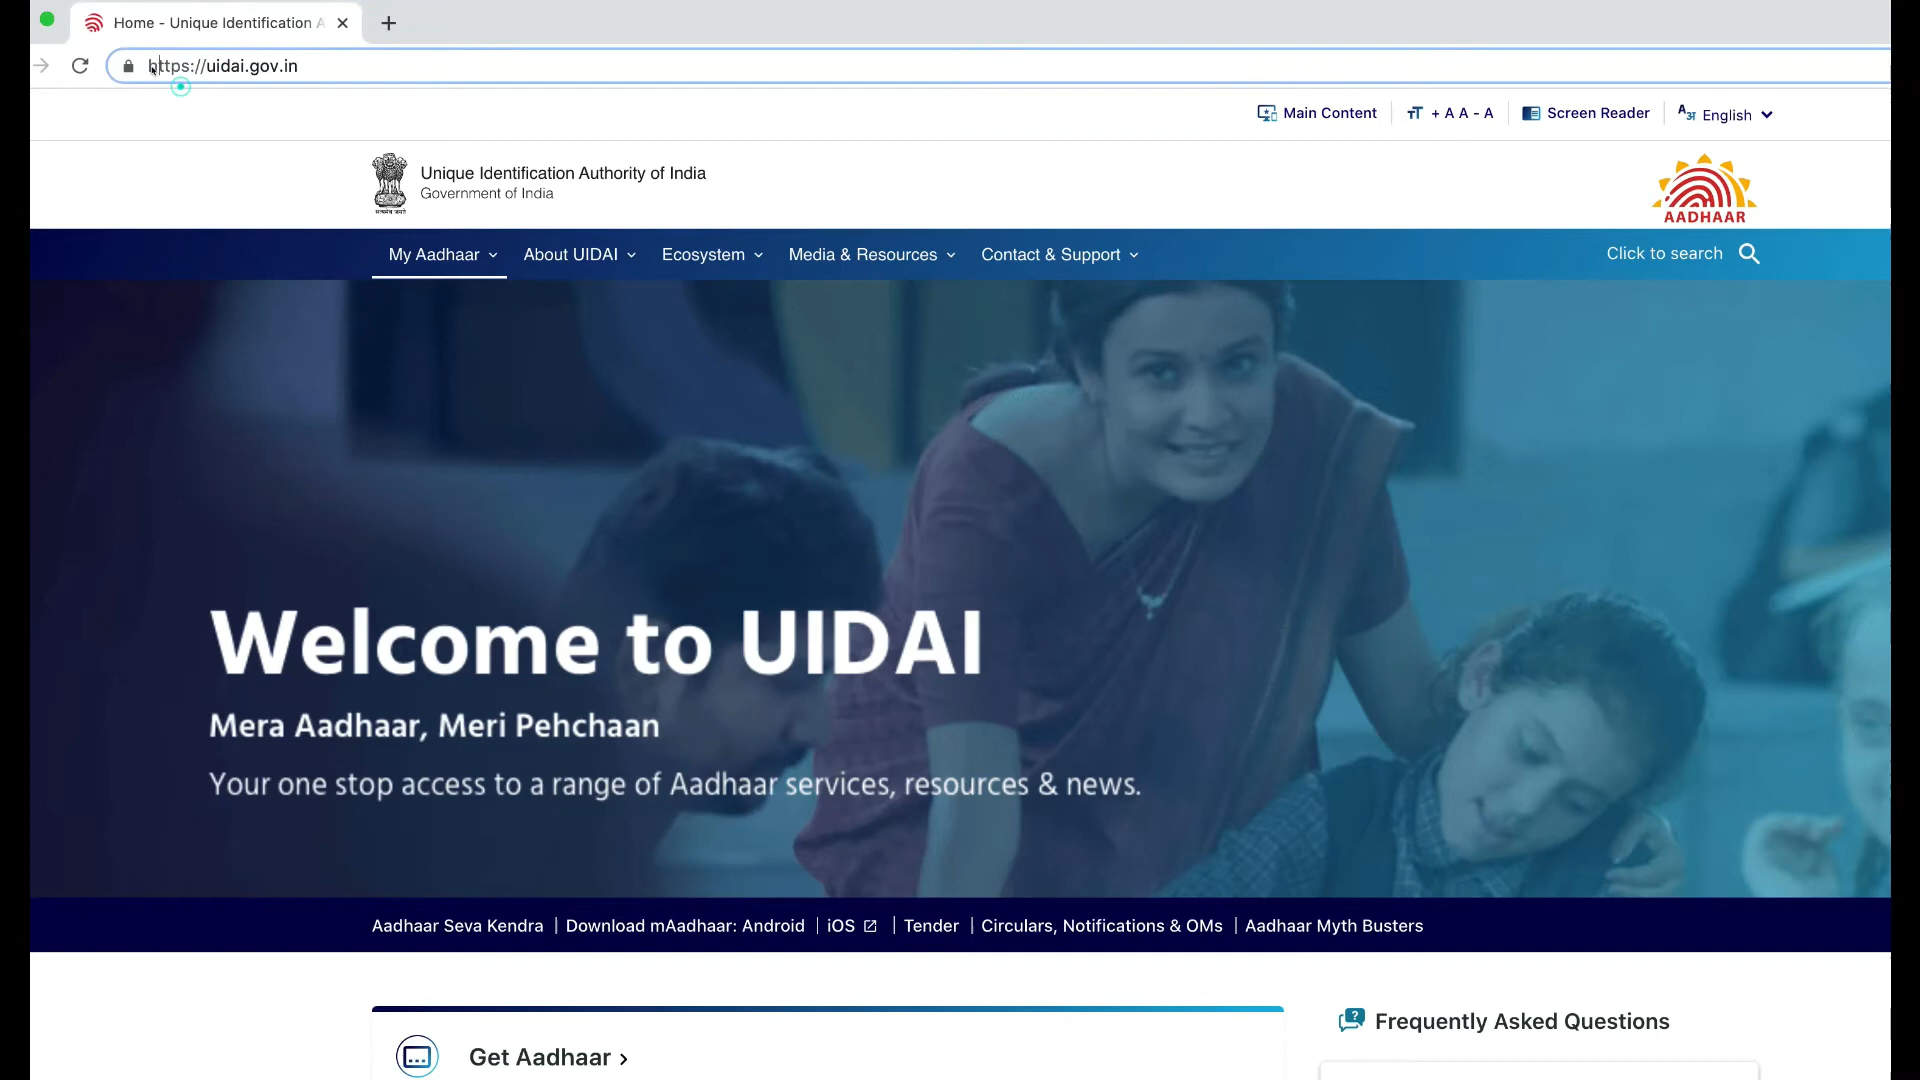 Home - Unique Identification A
https://uidai.gov.in
Main Content
+ A A - A
Screen Reader
English
Unique Identification Authority of India
Government of India
सत्यमेव जयते
AADHAAR
My Aadhaar
About UIDAI
Ecosystem
Media & Resources
Contact & Support
Click to search
Welcome to UIDAI
Mera Aadhaar, Meri Pehchaan
Your one stop access to a range of Aadhaar services, resources & news.
Aadhaar Seva Kendra | Download mAadhaar: Android | iOS | Tender | Circulars, Notifications & OMs | Aadhaar Myth Busters
Get Aadhaar >
Frequently Asked Questions